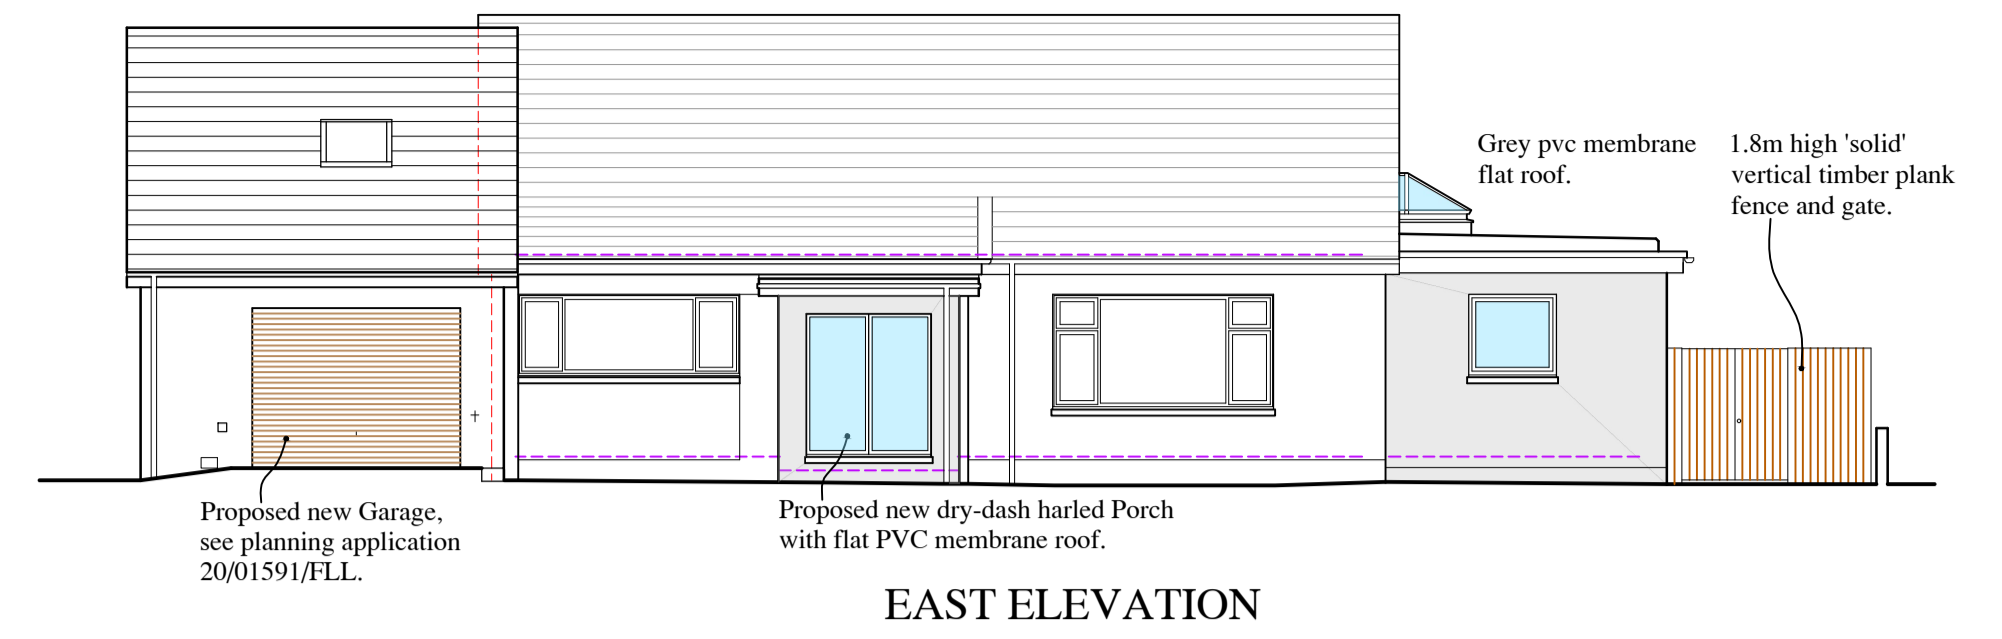 Grey pvc membrane
flat roof.
1.8m high 'solid'
vertical timber plank
fence and gate.
Proposed new Garage,
see planning application
20/01591/FLL.
Proposed new dry-dash harled Porch
with flat PVC membrane roof.
EAST ELEVATION